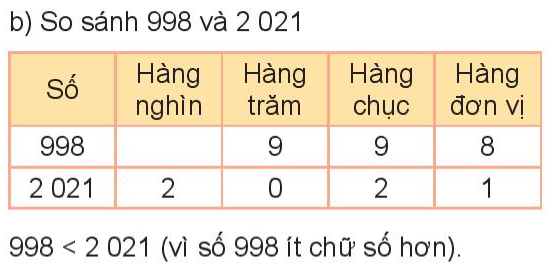 b) So sánh 998 và 2 021
Số Hàng nghìn Hàng trăm Hàng chục Hàng đơn vị
998 9 9 8
2 021 2 0 2 1
998 < 2 021 (vì số 998 ít chữ số hơn).